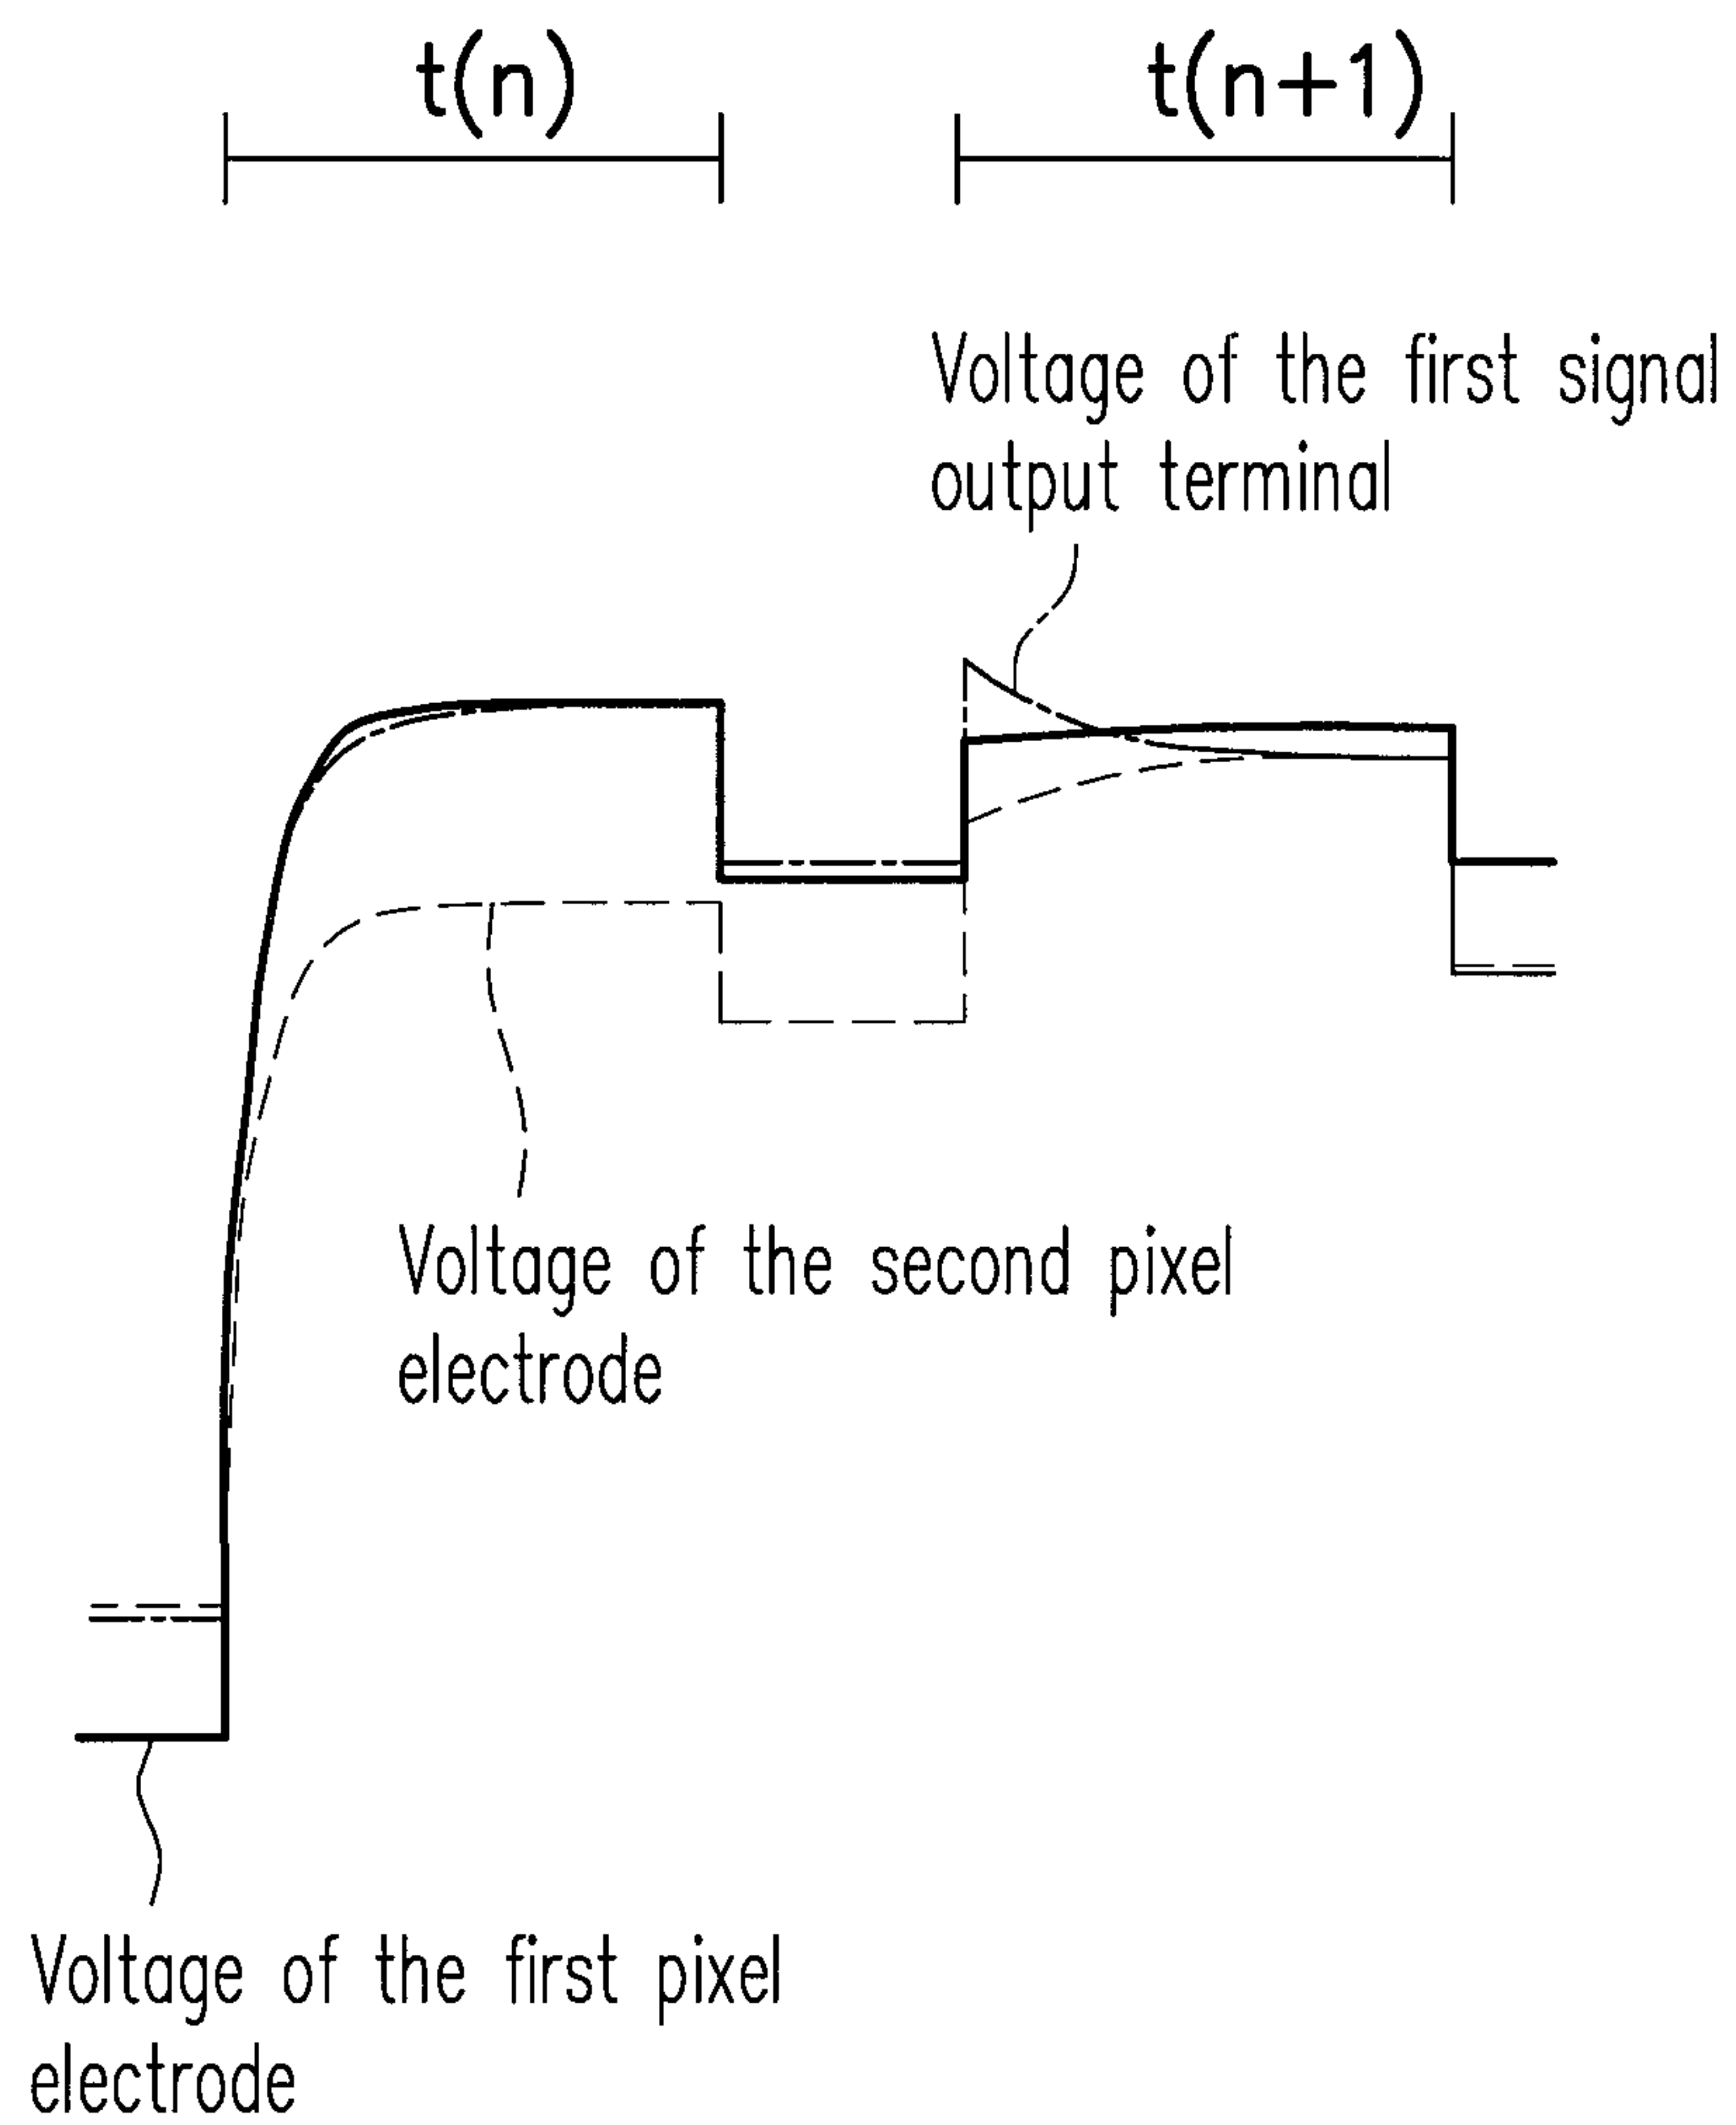 t(n)
t(n+1)
Voltage of the first signal
output terminal
Voltage of the second pixel
electrode
Voltage of the first pixel
electrode